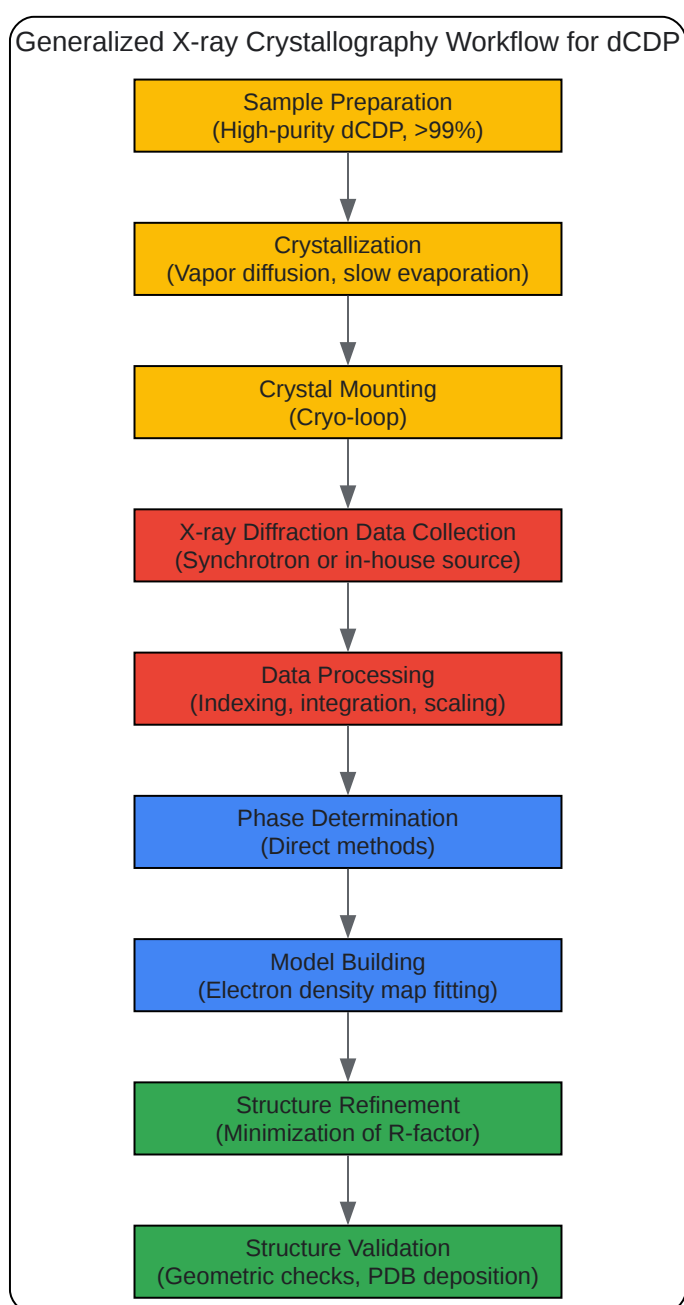 Generalized X-ray Crystallography Workflow for dCDP
Sample Preparation
(High-purity dCDP, >99%)
Crystallization
(Vapor diffusion, slow evaporation)
Crystal Mounting
(Cryo-loop)
X-ray Diffraction Data Collection
(Synchrotron or in-house source)
Data Processing
(Indexing, integration, scaling)
Phase Determination
(Direct methods)
Model Building
(Electron density map fitting)
Structure Refinement
(Minimization of R-factor)
Structure Validation
(Geometric checks, PDB deposition)